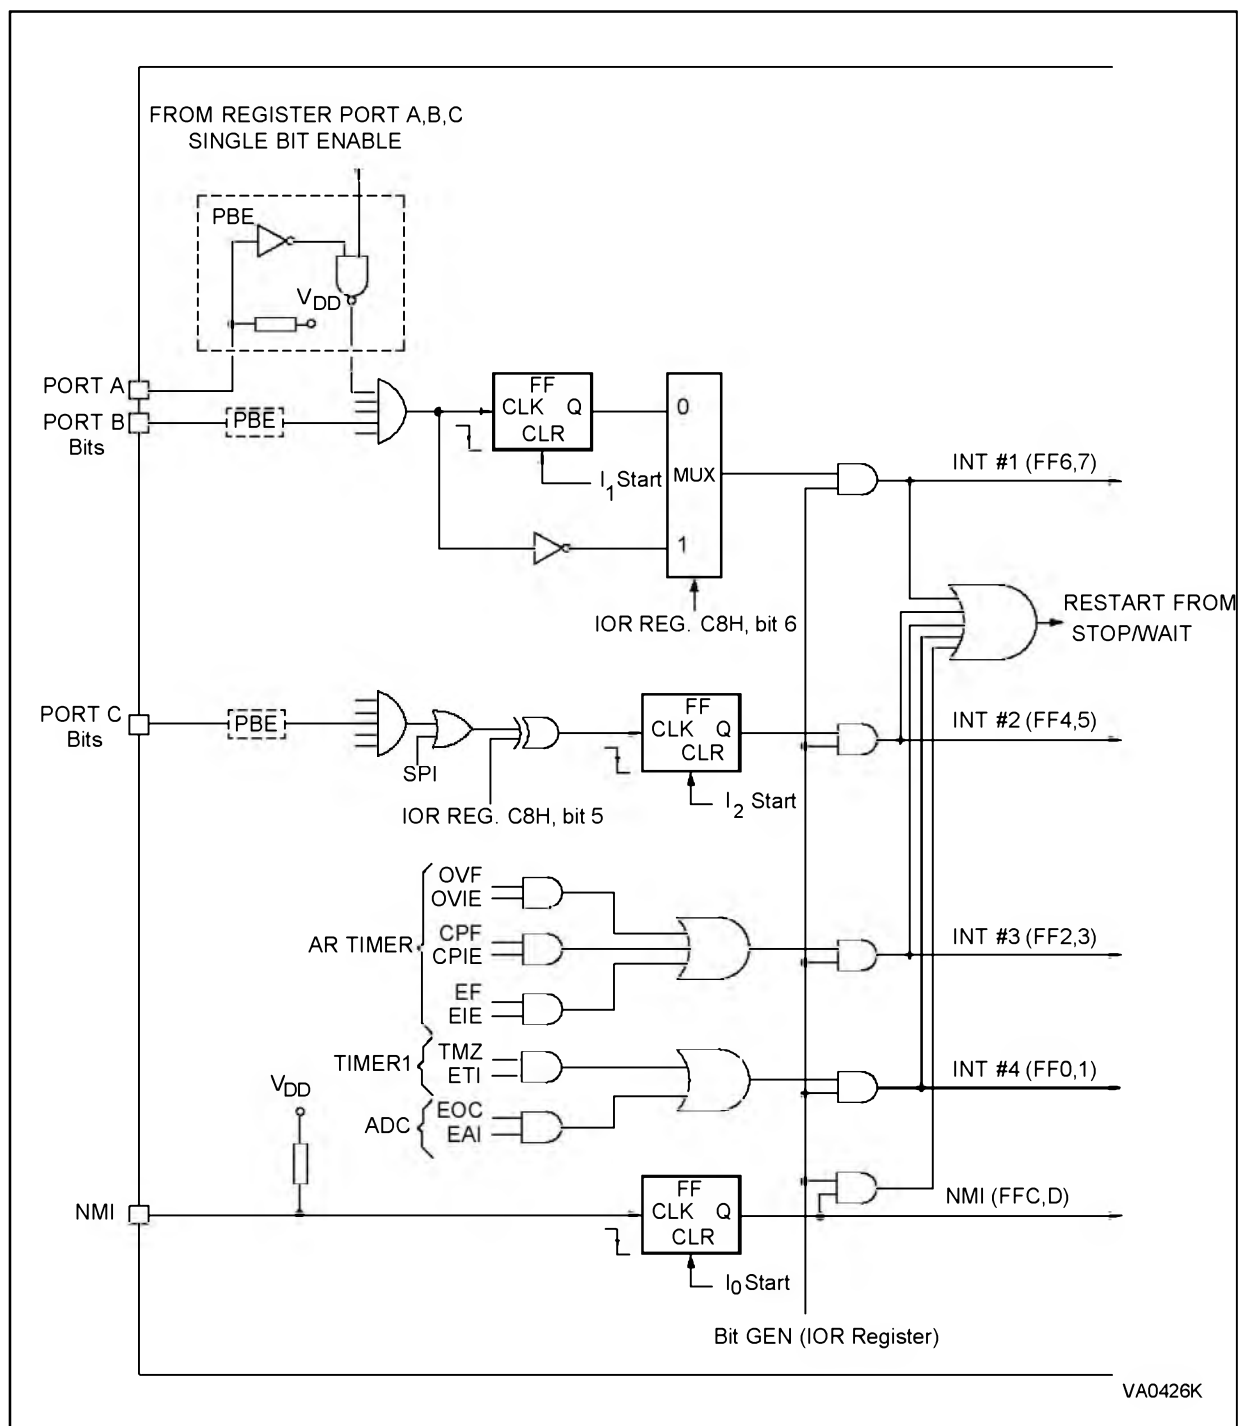 FROM REGISTER PORT A,B,C
SINGLE BIT ENABLE
PBE
VDD
PORT A
PORT B
Bits
PBE
FF
CLK Q
CLR
I1 Start
0
MUX
1
IOR REG. C8H, bit 6
INT #1 (FF6,7)
RESTART FROM
STOP/WAIT
PORT C
Bits
PBE
SPI
IOR REG. C8H, bit 5
FF
CLK Q
CLR
I2 Start
INT #2 (FF4,5)
AR TIMER
OVF
OVIE
CPF
CPIE
EF
EIE
INT #3 (FF2,3)
TIMER1
TMZ
ETI
ADC
EOC
EAI
INT #4 (FF0,1)
VDD
NMI
FF
CLK Q
CLR
I0 Start
NMI (FFC,D)
Bit GEN (IOR Register)
VA0426K